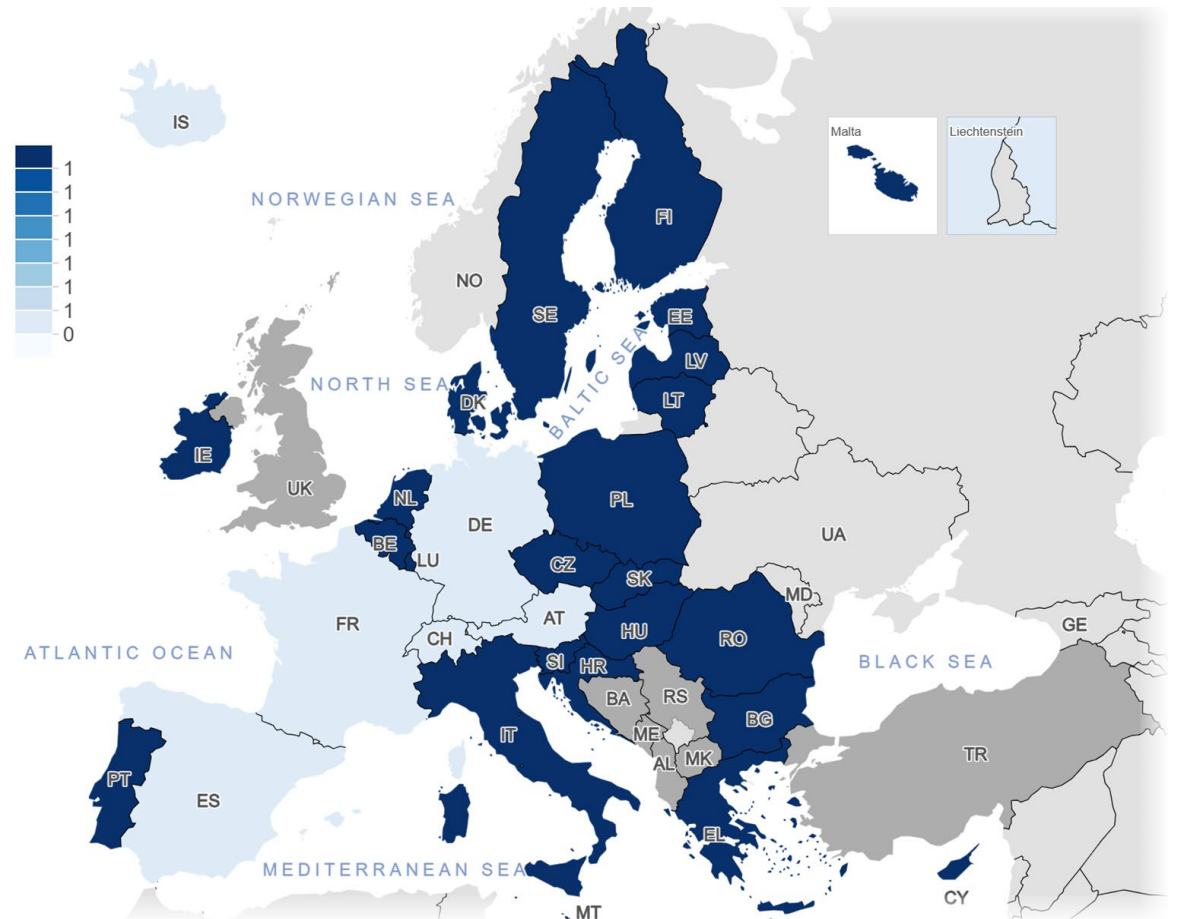 IS
Malta
Liechtenstein
1
1
1
1
1
1
1
0
NORWEGIAN SEA
FI
NO
SE
EE
LV
LT
BALTIC SEA
NORTH SEA
DK
IE
UK
NL
BE
LU
DE
PL
CZ
SK
UA
MD
FR
CH
AT
HU
RO
GE
ATLANTIC OCEAN
BLACK SEA
SI
HR
BA
RS
BG
IT
ME
AL
MK
TR
PT
ES
EL
MEDITERRANEAN SEA
CY
MT